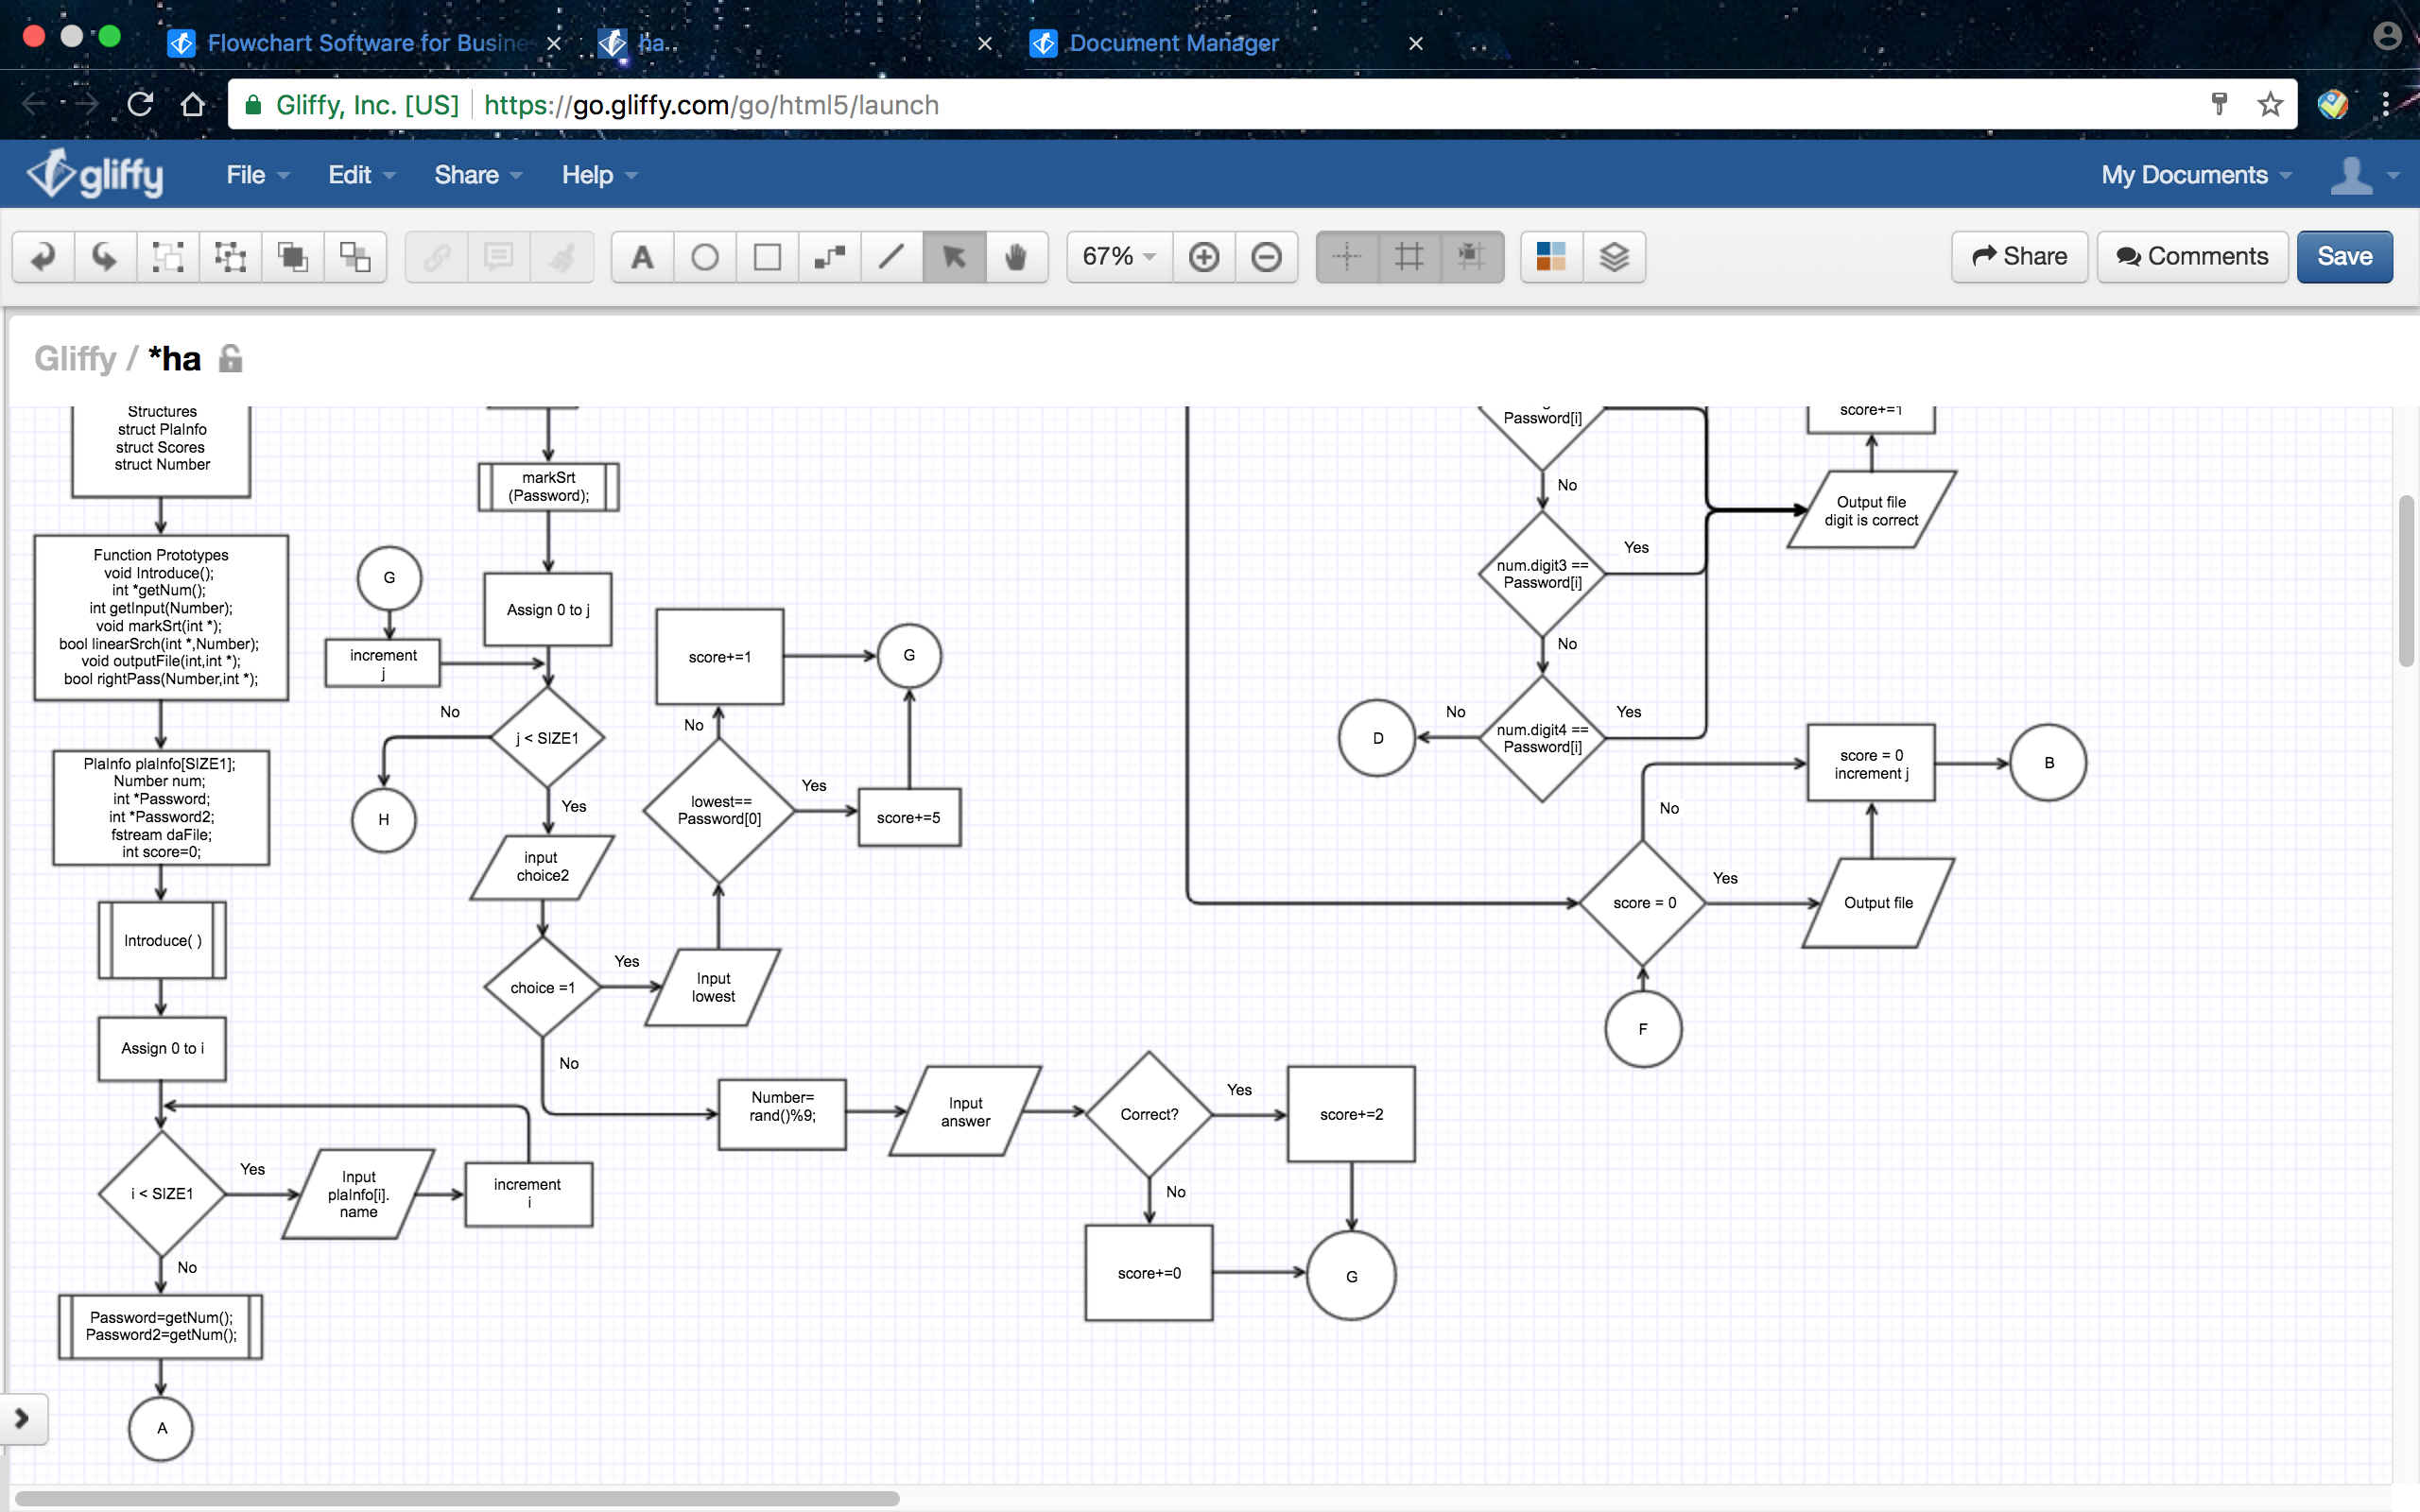 Flowchart Software for Busine
ha
Document Manager
Gliffy, Inc. [US]
https://go.gliffy.com/go/html5/launch
gliffy
File
Edit
Share
Help
My Documents
A
67%
Share
Comments
Save
Gliffy / *ha
Structures
struct PlaInfo
struct Scores
struct Number
Function Prototypes
void Introduce();
int *getNum();
int getInput(Number);
void markSrt(int *);
bool linearSrch(int *,Number);
void outputFile(int,int *);
bool rightPass(Number,int *);
PlaInfo plaInfo[SIZE1];
Number num;
int *Password;
int *Password2;
fstream daFile;
int score=0;
Introduce( )
Assign 0 to i
i < SIZE1
Yes
Input
plaInfo[i].
name
increment
i
No
Password=getNum();
Password2=getNum();
A
markSrt
(Password);
Assign 0 to j
G
increment
j
j < SIZE1
No
H
Yes
input
choice2
choice =1
Yes
Input
lowest
lowest==
Password[0]
No
score+=1
G
Yes
score+=5
No
Number=
rand()%9;
Input
answer
Correct?
Yes
score+=2
No
score+=0
G
Password[i]
No
num.digit3 ==
Password[i]
Yes
No
num.digit4 ==
Password[i]
Yes
No
D
score+=1
Output file
digit is correct
score = 0
increment j
B
No
score = 0
Yes
Output file
F